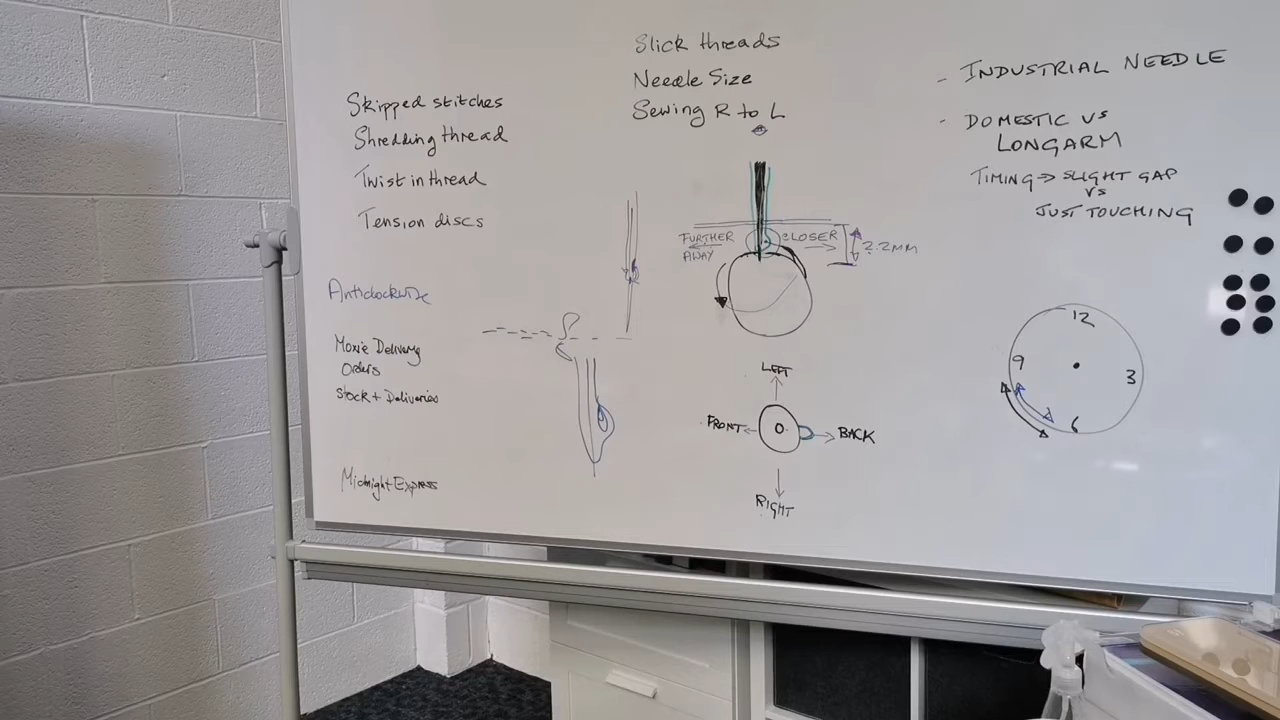 Skipped stitches
Shredding thread
Twist in thread
Tension discs
Anticlockwise
Moxie Delivery
Orders
Stock + Deliveries
Midnight Express
Slick threads
Needle Size
Sewing R to L
FURTHER
AWAY
CLOSER
2.2MM
LEFT
FRONT
BACK
RIGHT
- INDUSTRIAL NEEDLE
- DOMESTIC VS
LONGARM
TIMING → SLIGHT GAP
VS
JUST TOUCHING
12
9
3
6